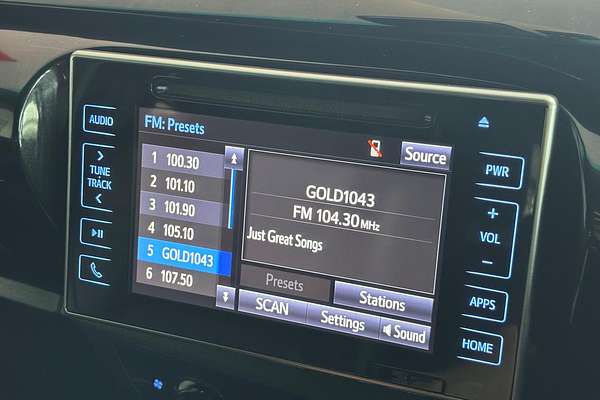 AUDIO
TUNE
TRACK
FM: Presets
Source
1 100.30
2 101.10
3 101.90
4 105.10
5 GOLD1043
6 107.50
GOLD1043
FM 104.30 MHz
Just Great Songs
Presets
Stations
SCAN
Settings
Sound
PWR
+
VOL
-
APPS
HOME